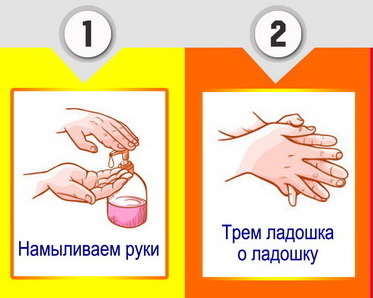 1
2
Намыливаем руки
Трем ладошка
о ладошку